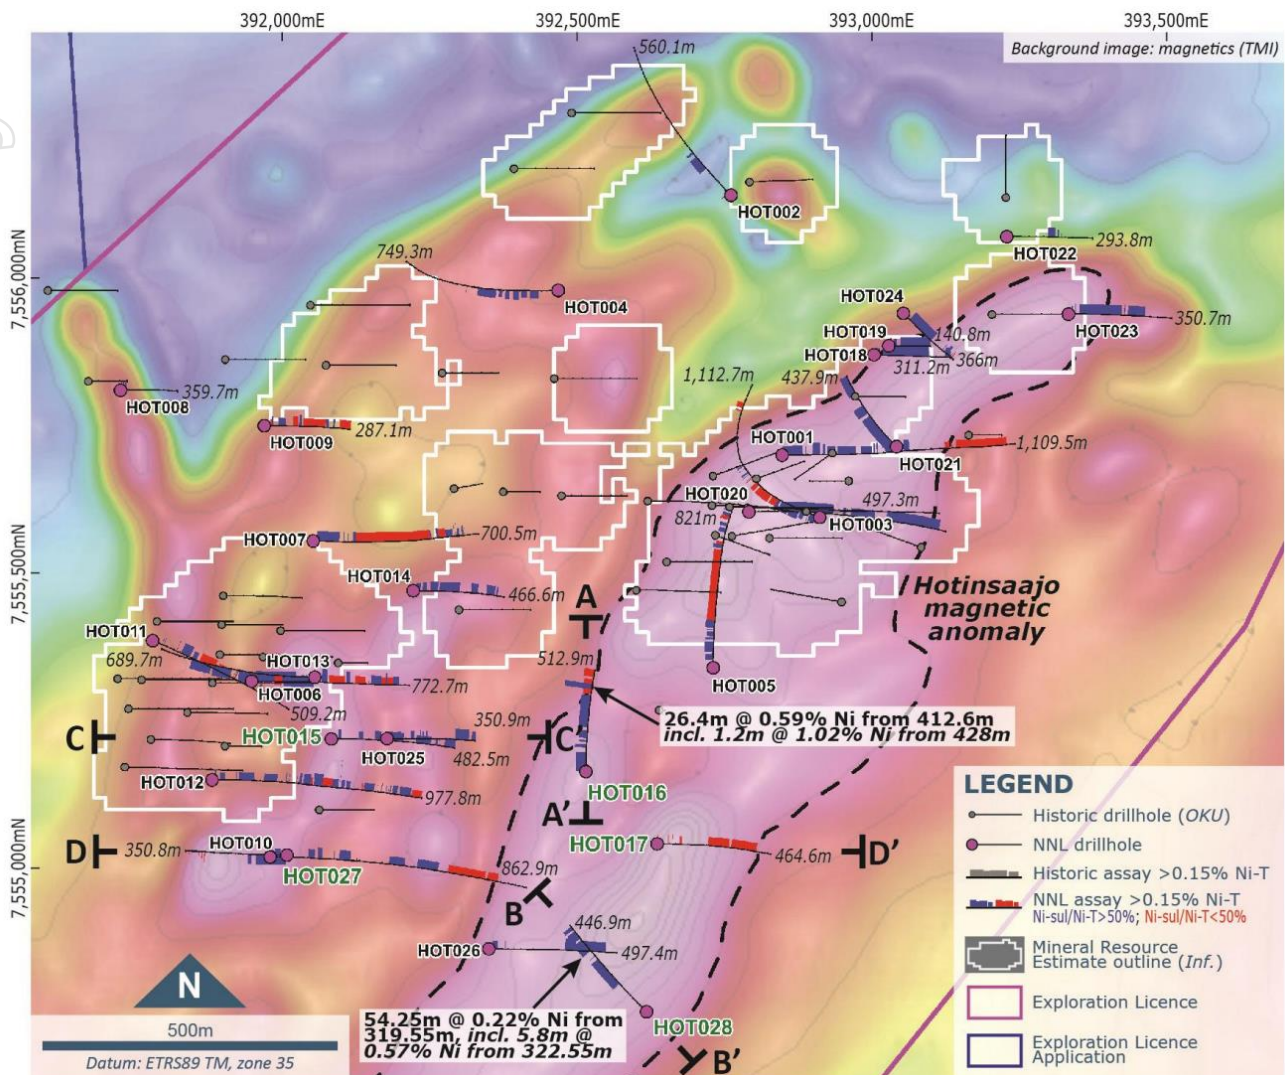 392,000mE
392,500mE
393,000mE
393,500mE
Background image: magnetics (TMI)
560.1m
HOT002
HOT022
293.8m
7,556,000mN
749.3m
HOT004
HOT024
HOT019
HOT018
140.8m
366m
311.2m
HOT023
350.7m
HOT008
359.7m
HOT009
287.1m
1,112.7m
437.9m
HOT001
HOT021
1,109.5m
HOT020
821m
HOT003
497.3m
HOT007
700.5m
7,555,500mN
HOT014
466.6m
A
Hotinsaajo
magnetic
anomaly
HOT011
689.7m
HOT013
HOT006
772.7m
509.2m
512.9m
HOT005
26.4m @ 0.59% Ni from 412.6m
incl. 1.2m @ 1.02% Ni from 428m
C
HOT015
350.9m
HOT025
482.5m
C'
HOT012
977.8m
HOT016
A'
7,555,000mN
D
350.8m
HOT010
HOT027
862.9m
HOT017
464.6m
D'
B
446.9m
HOT026
497.4m
HOT028
B'
54.25m @ 0.22% Ni from
319.55m, incl. 5.8m @
0.57% Ni from 322.55m
N
500m
Datum: ETRS89 TM, zone 35
LEGEND
Historic drillhole (OKU)
NNL drillhole
Historic assay >0.15% Ni-T
NNL assay >0.15% Ni-T
Ni-sul/Ni-T>50%; Ni-sul/Ni-T<50%
Mineral Resource
Estimate outline (Inf.)
Exploration Licence
Exploration Licence
Application